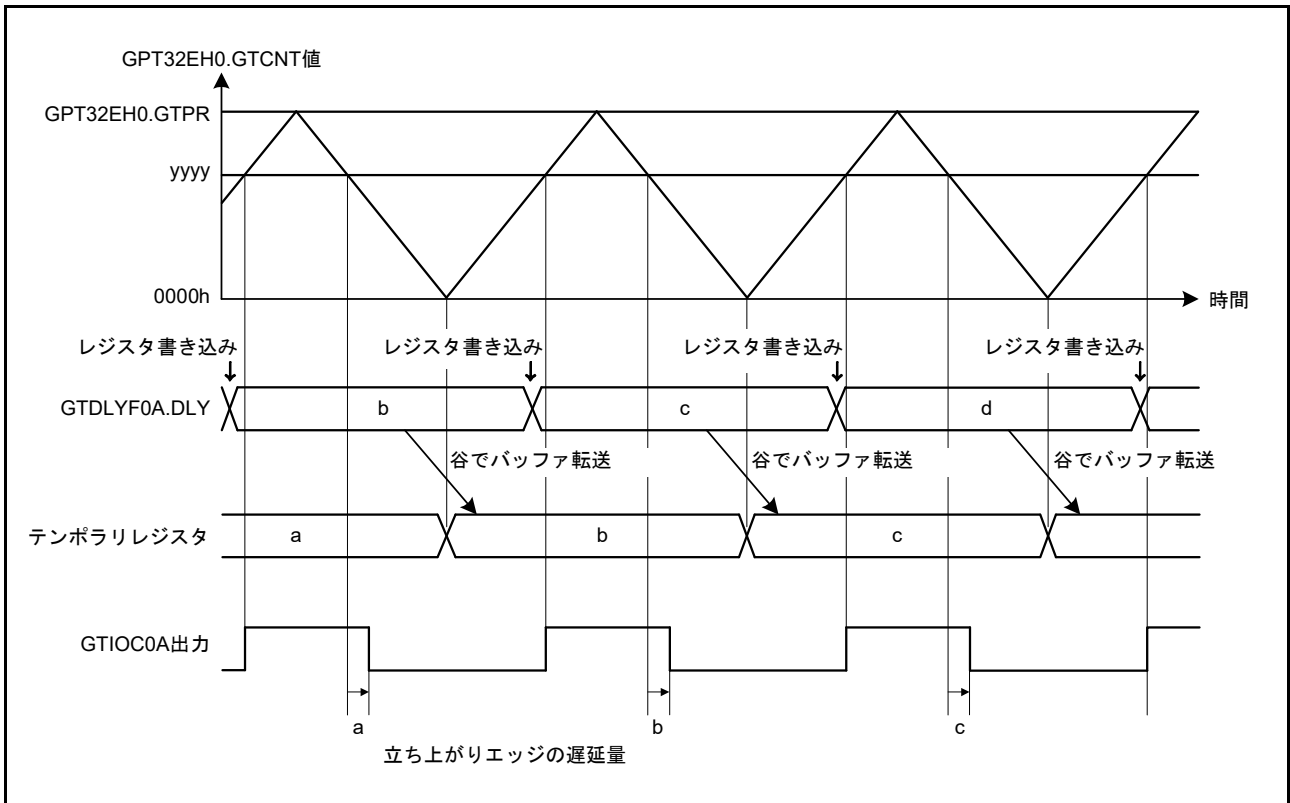 GPT32EH0.GTCNT値
GPT32EH0.GTPR
yyyy
0000h
時間
レジスタ書き込み レジスタ書き込み レジスタ書き込み レジスタ書き込み
GTDLYF0A.DLY b c d
谷でバッファ転送 谷でバッファ転送 谷でバッファ転送
テンポラリレジスタ a b c
GTIOC0A出力
a b c
立ち上がりエッジの遅延量